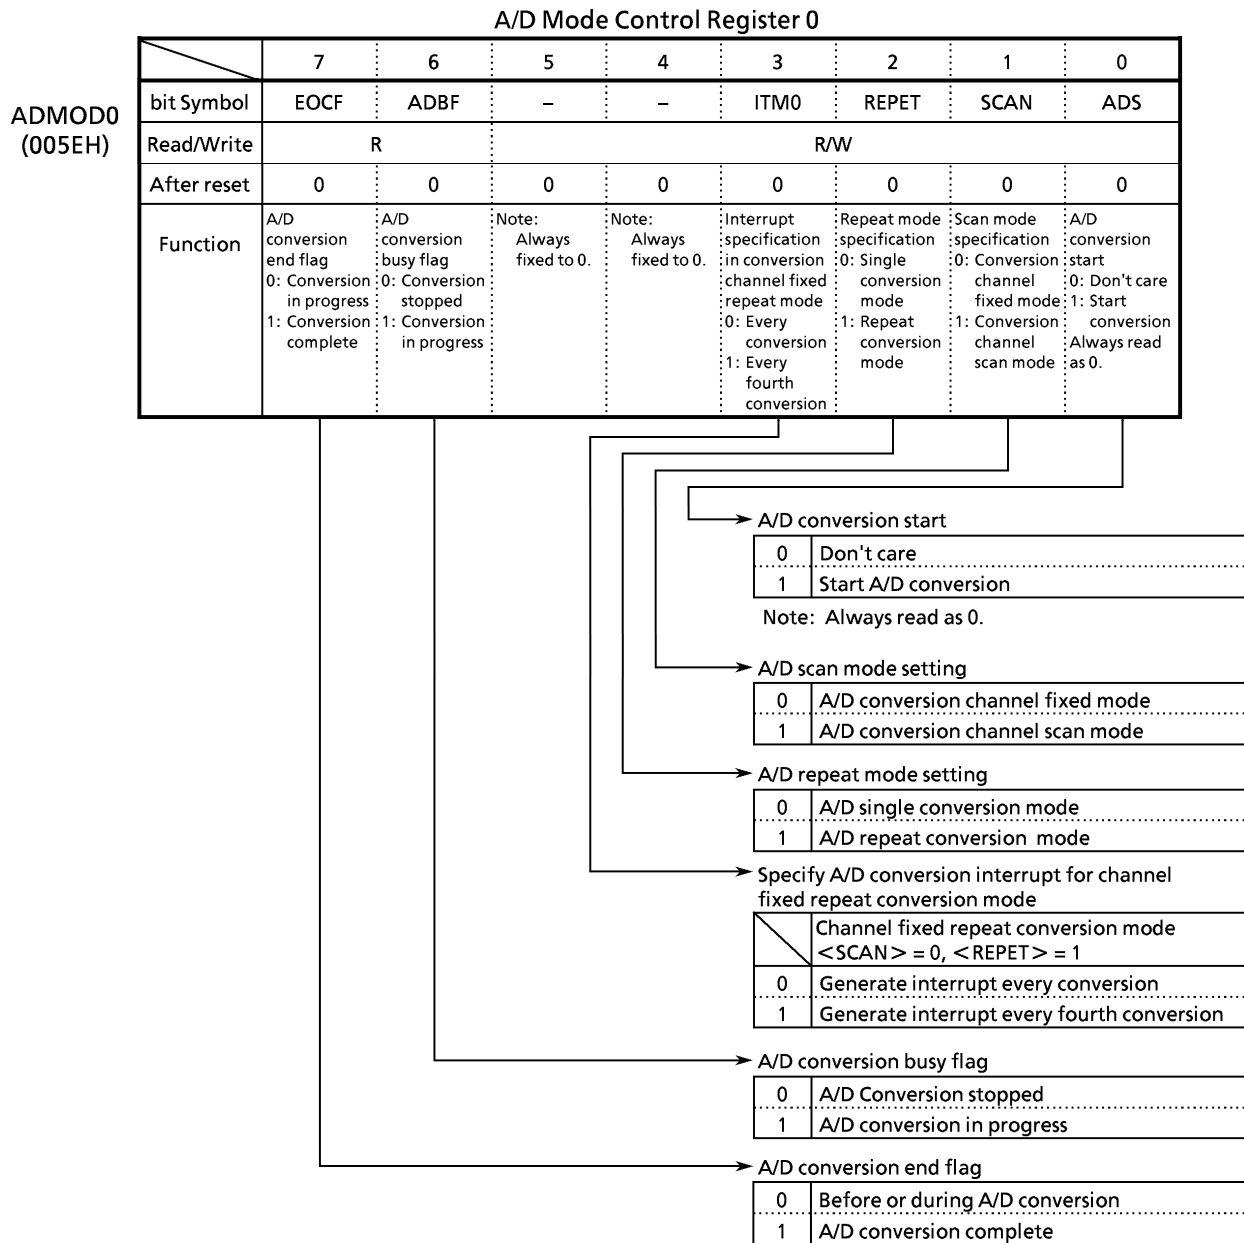 A/D Mode Control Register 0
ADMOD0
(005EH)
7 6 5 4 3 2 1 0
bit Symbol EOCF ADBF – – ITM0 REPET SCAN ADS
Read/Write R R/W
After reset 0 0 0 0 0 0 0 0
Function
A/D
conversion
end flag
0: Conversion
in progress
1: Conversion
complete
A/D
conversion
busy flag
0: Conversion
stopped
1: Conversion
in progress
Note:
Always
fixed to 0.
Note:
Always
fixed to 0.
Interrupt
specification
in conversion
channel fixed
repeat mode
0: Every
conversion
1: Every
fourth
conversion
Repeat mode
specification
0: Single
conversion
mode
1: Repeat
conversion
mode
Scan mode
specification
0: Conversion
channel
fixed mode
1: Conversion
channel
scan mode
A/D
conversion
start
0: Don't care
1: Start
conversion
Always read
as 0.
A/D conversion start
0 Don't care
1 Start A/D conversion
Note: Always read as 0.
A/D scan mode setting
0 A/D conversion channel fixed mode
1 A/D conversion channel scan mode
A/D repeat mode setting
0 A/D single conversion mode
1 A/D repeat conversion mode
Specify A/D conversion interrupt for channel
fixed repeat conversion mode
Channel fixed repeat conversion mode
<SCAN> = 0, <REPET> = 1
0 Generate interrupt every conversion
1 Generate interrupt every fourth conversion
A/D conversion busy flag
0 A/D Conversion stopped
1 A/D conversion in progress
A/D conversion end flag
0 Before or during A/D conversion
1 A/D conversion complete